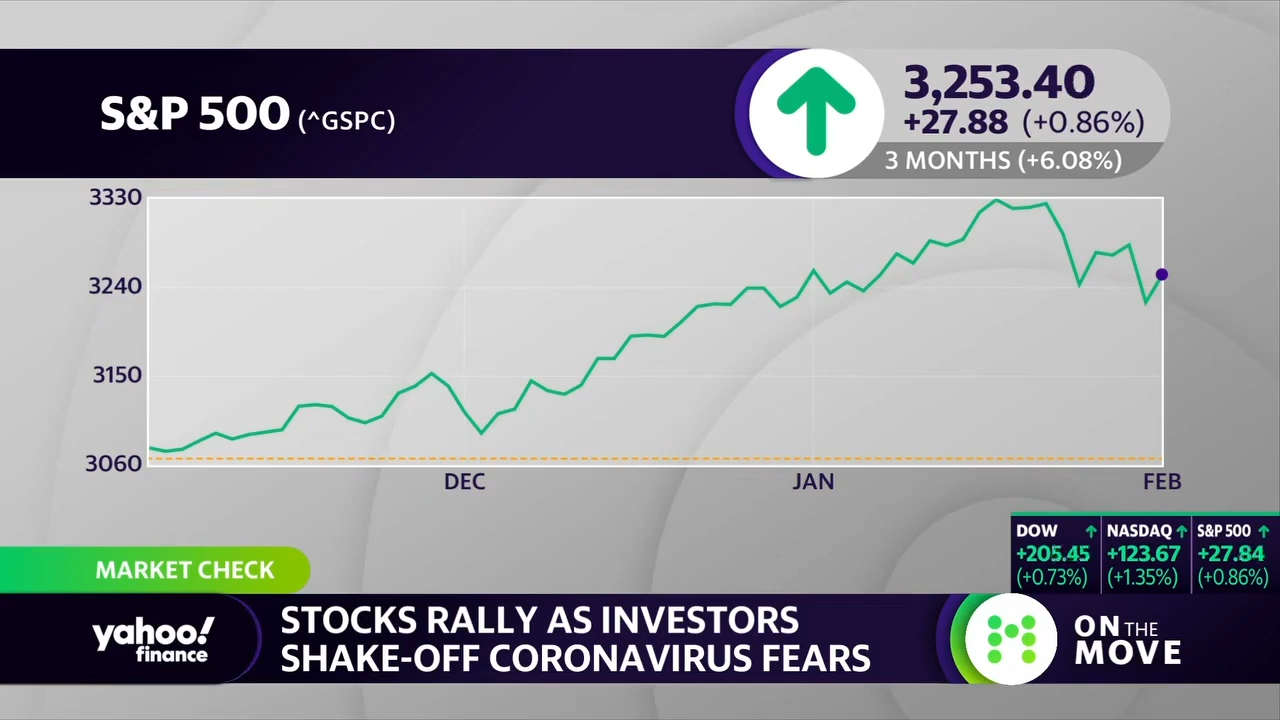 S&P 500 (^GSPC)
3,253.40
+27.88 (+0.86%)
3 MONTHS (+6.08%)
3330
3240
3150
3060
DEC JAN FEB
DOW NASDAQ S&P 500
+205.45 +123.67 +27.84
(+0.73%) (+1.35%) (+0.86%)
MARKET CHECK
yahoo!
finance
STOCKS RALLY AS INVESTORS
SHAKE-OFF CORONAVIRUS FEARS
ON THE
MOVE